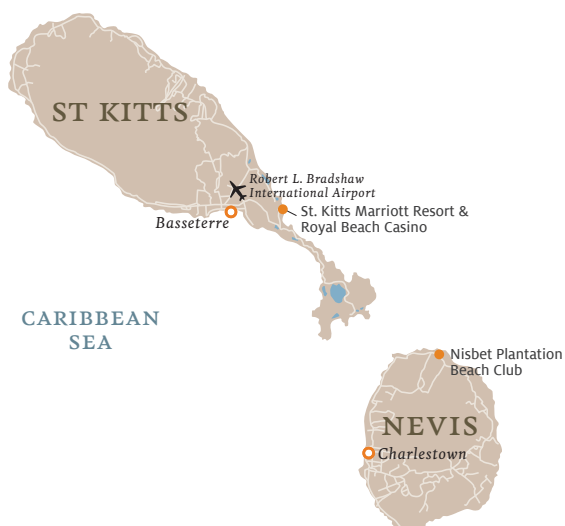 ST KITTS
Robert L. Bradshaw
International Airport
St. Kitts Marriott Resort &
Royal Beach Casino
Basseterre
CARIBBEAN
SEA
Nisbet Plantation
Beach Club
NEVIS
Charlestown